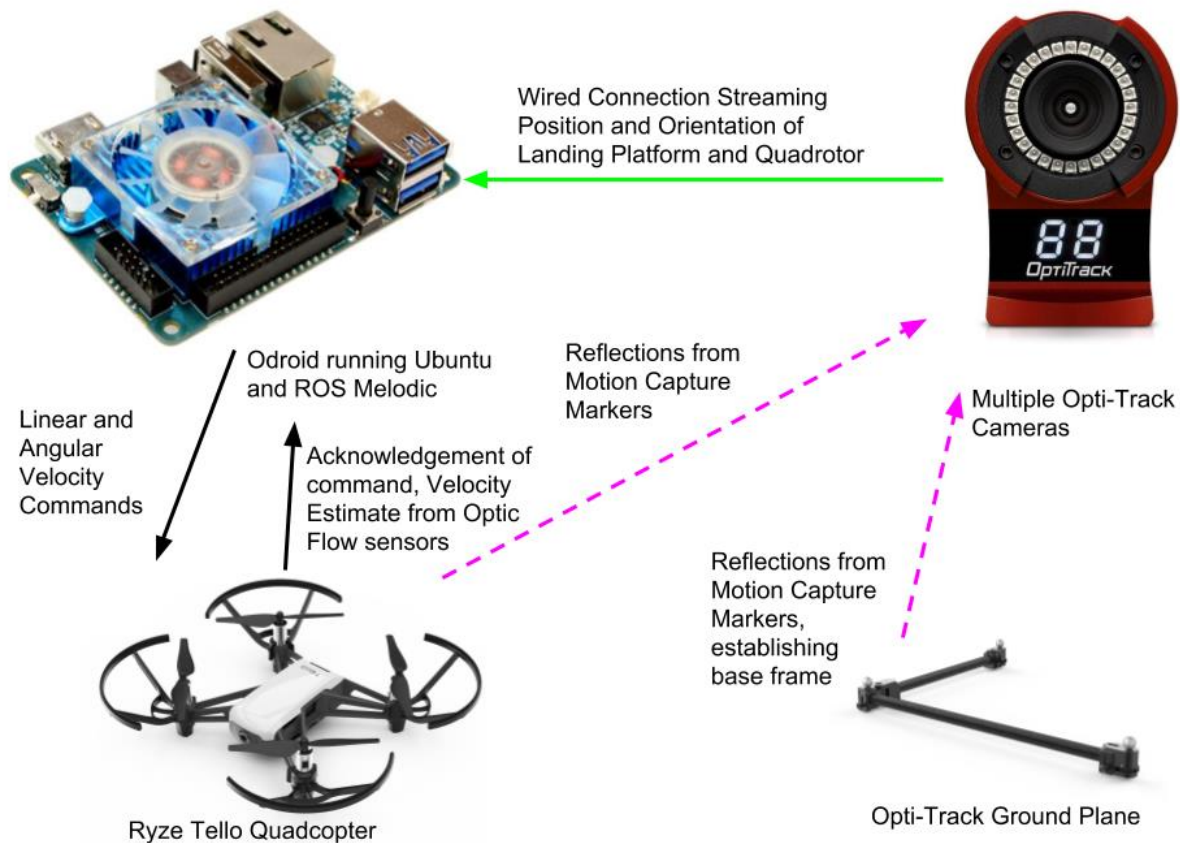 Wired Connection Streaming
Position and Orientation of
Landing Platform and Quadrotor
88
OptiTrack
Odroid running Ubuntu
and ROS Melodic
Reflections from
Motion Capture
Markers
Multiple Opti-Track
Cameras
Linear and
Angular
Velocity
Commands
Acknowledgement of
command, Velocity
Estimate from Optic
Flow sensors
Reflections from
Motion Capture
Markers,
establishing
base frame
Ryze Tello Quadcopter
Opti-Track Ground Plane